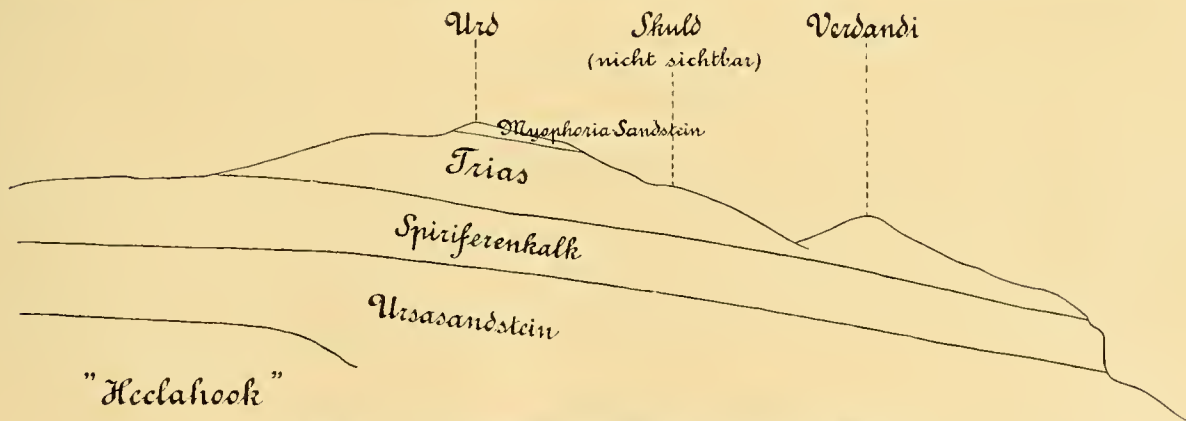 Urd
Skuld
(nicht sichtbar)
Verdandi
Myophoria-Sandstein
Trias
Spiriferenkalk
Ursasandstein
"Heclahook"